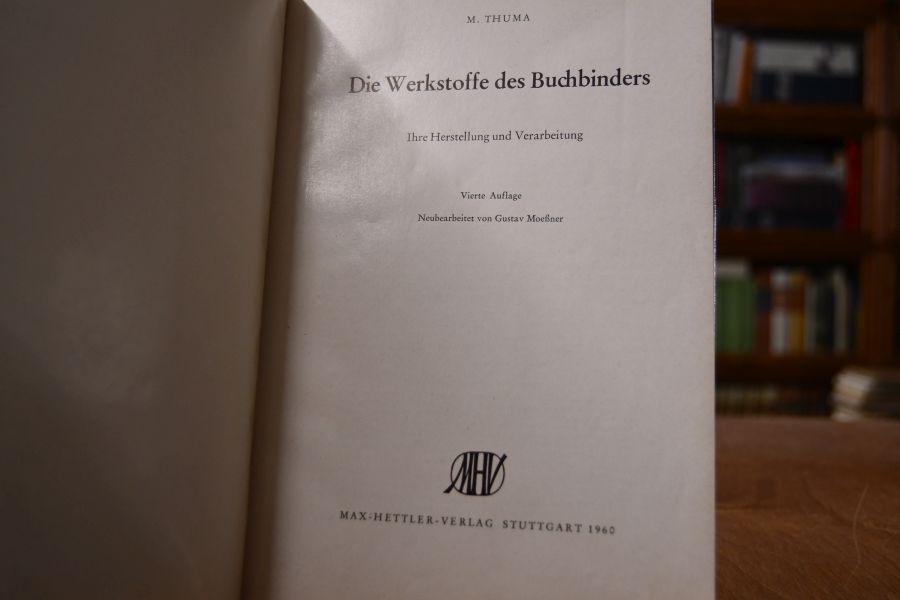 M. THUMA
Die Werkstoffe des Buchbinders
Ihre Herstellung und Verarbeitung
Vierte Auflage
Neubearbeitet von Gustav Moeßner
MHV
MAX-HETTLER-VERLAG STUTTGART 1960